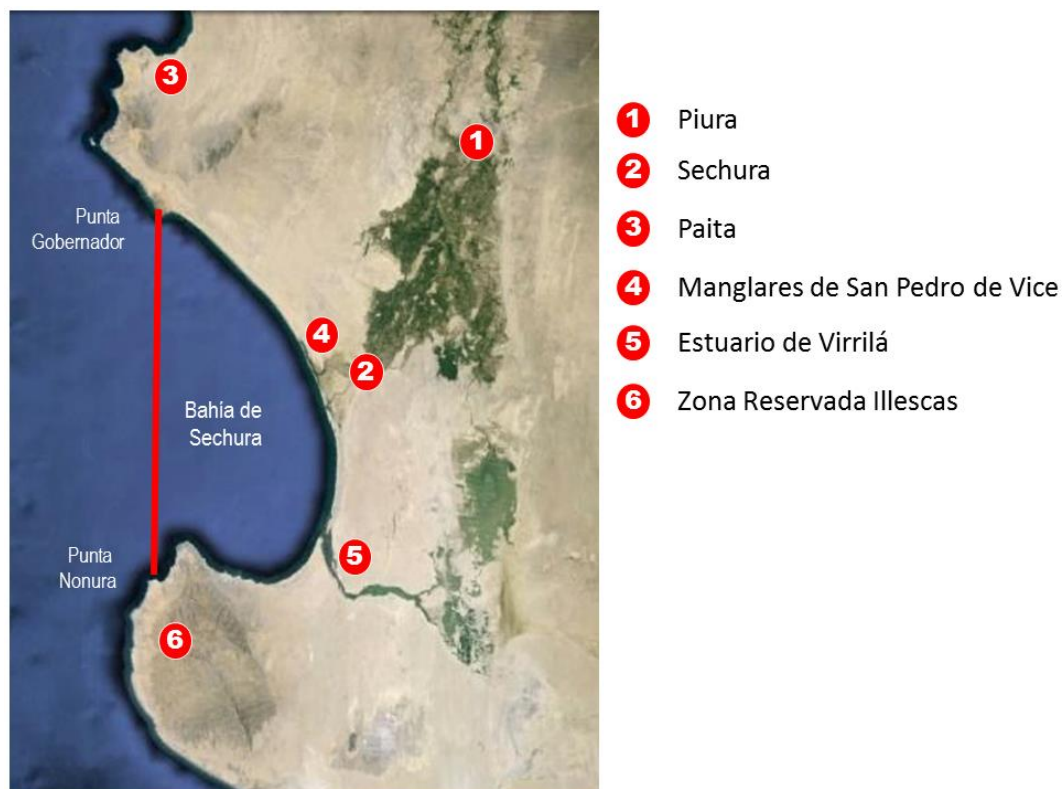 3
1
Punta
Gobernador
4
2
Bahía de
Sechura
5
Punta
Nonura
6
1 Piura
2 Sechura
3 Paita
4 Manglares de San Pedro de Vice
5 Estuario de Virrilá
6 Zona Reservada Illescas